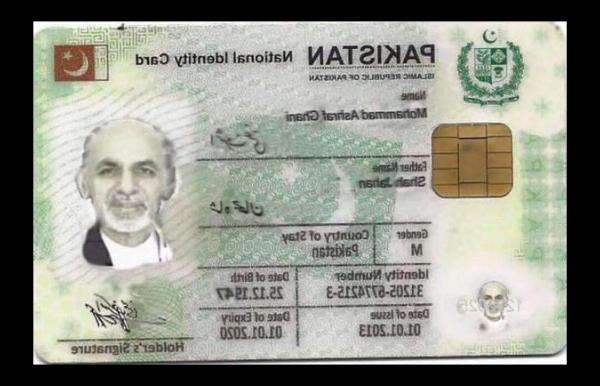 PAKISTAN National Identity Card
ISLAMIC REPUBLIC OF PAKISTAN
Name
Mohammad Ashraf Ghani
Father Name
Shah Jahan
Gender Country of Stay
M Pakistan
Identity Number Date of Birth
31205-6774215-3 25.12.1947
Date of Issue Date of Expiry
01.01.2013 01.01.2020
Holder's Signature